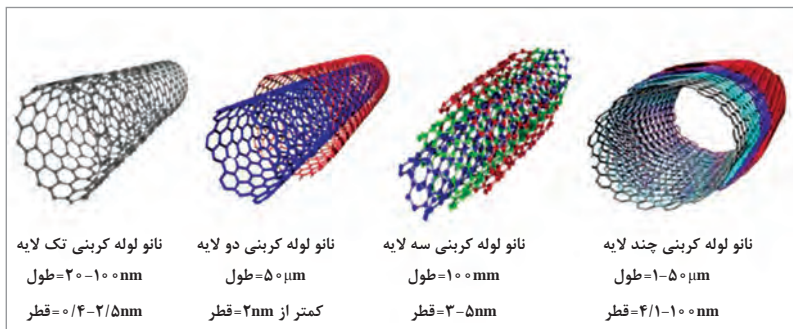 نانو لوله کربنی تک لایه
طول=۲۰-۱۰۰nm
قطر=۰/۴-۲/۵nm
نانو لوله کربنی دو لایه
طول=۵۰μm
قطر=۲nm کمتر از
نانو لوله کربنی سه لایه
طول=۱۰۰mm
قطر=۳-۵nm
نانو لوله کربنی چند لایه
طول=۱-۵۰μm
قطر=۴/۱-۱۰۰nm